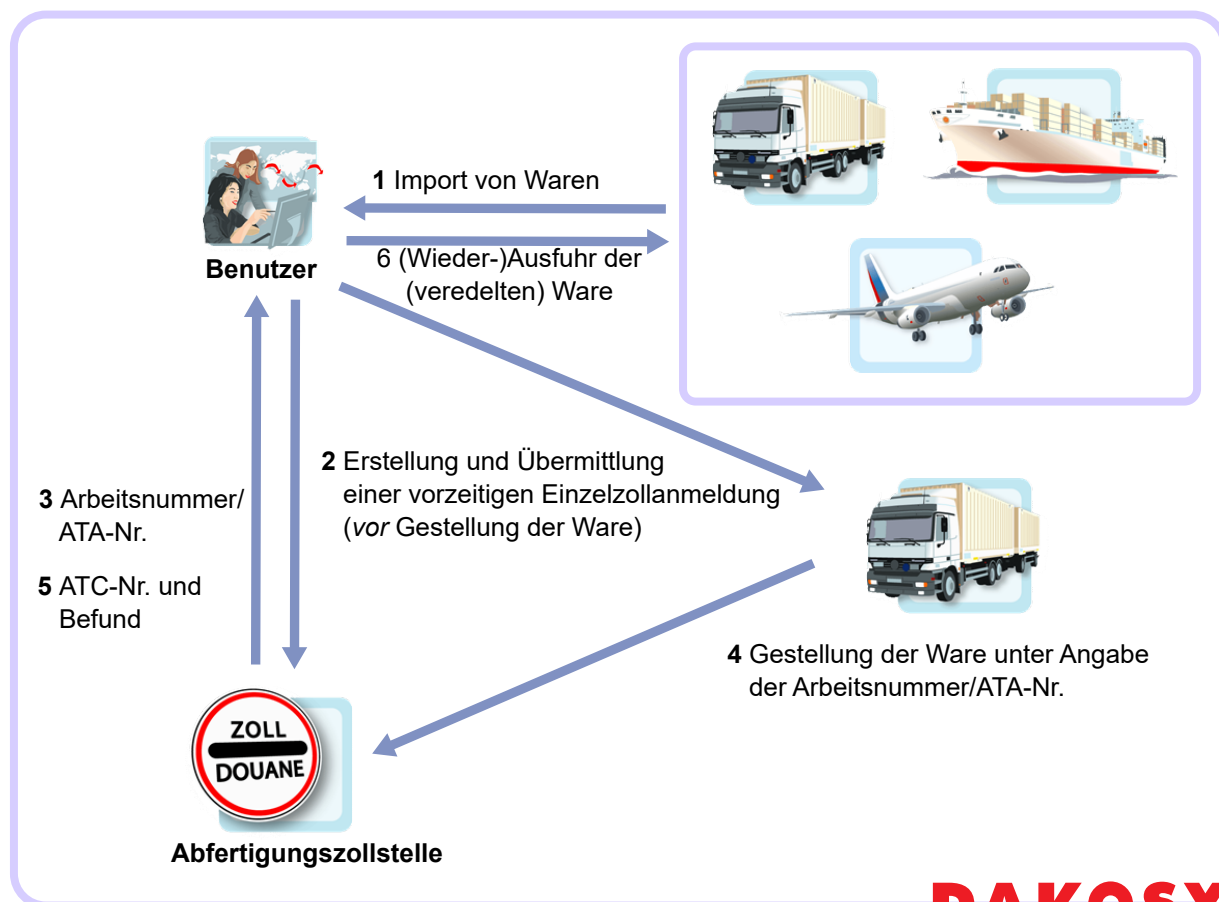 1 Import von Waren
6 (Wieder-)Ausfuhr der
(veredelten) Ware
Benutzer
2 Erstellung und Übermittlung
einer vorzeitigen Einzelzollanmeldung
(vor Gestellung der Ware)
3 Arbeitsnummer/
ATA-Nr.
5 ATC-Nr. und
Befund
4 Gestellung der Ware unter Angabe
der Arbeitsnummer/ATA-Nr.
ZOLL
DOUANE
Abfertigungszollstelle
DAKOSY